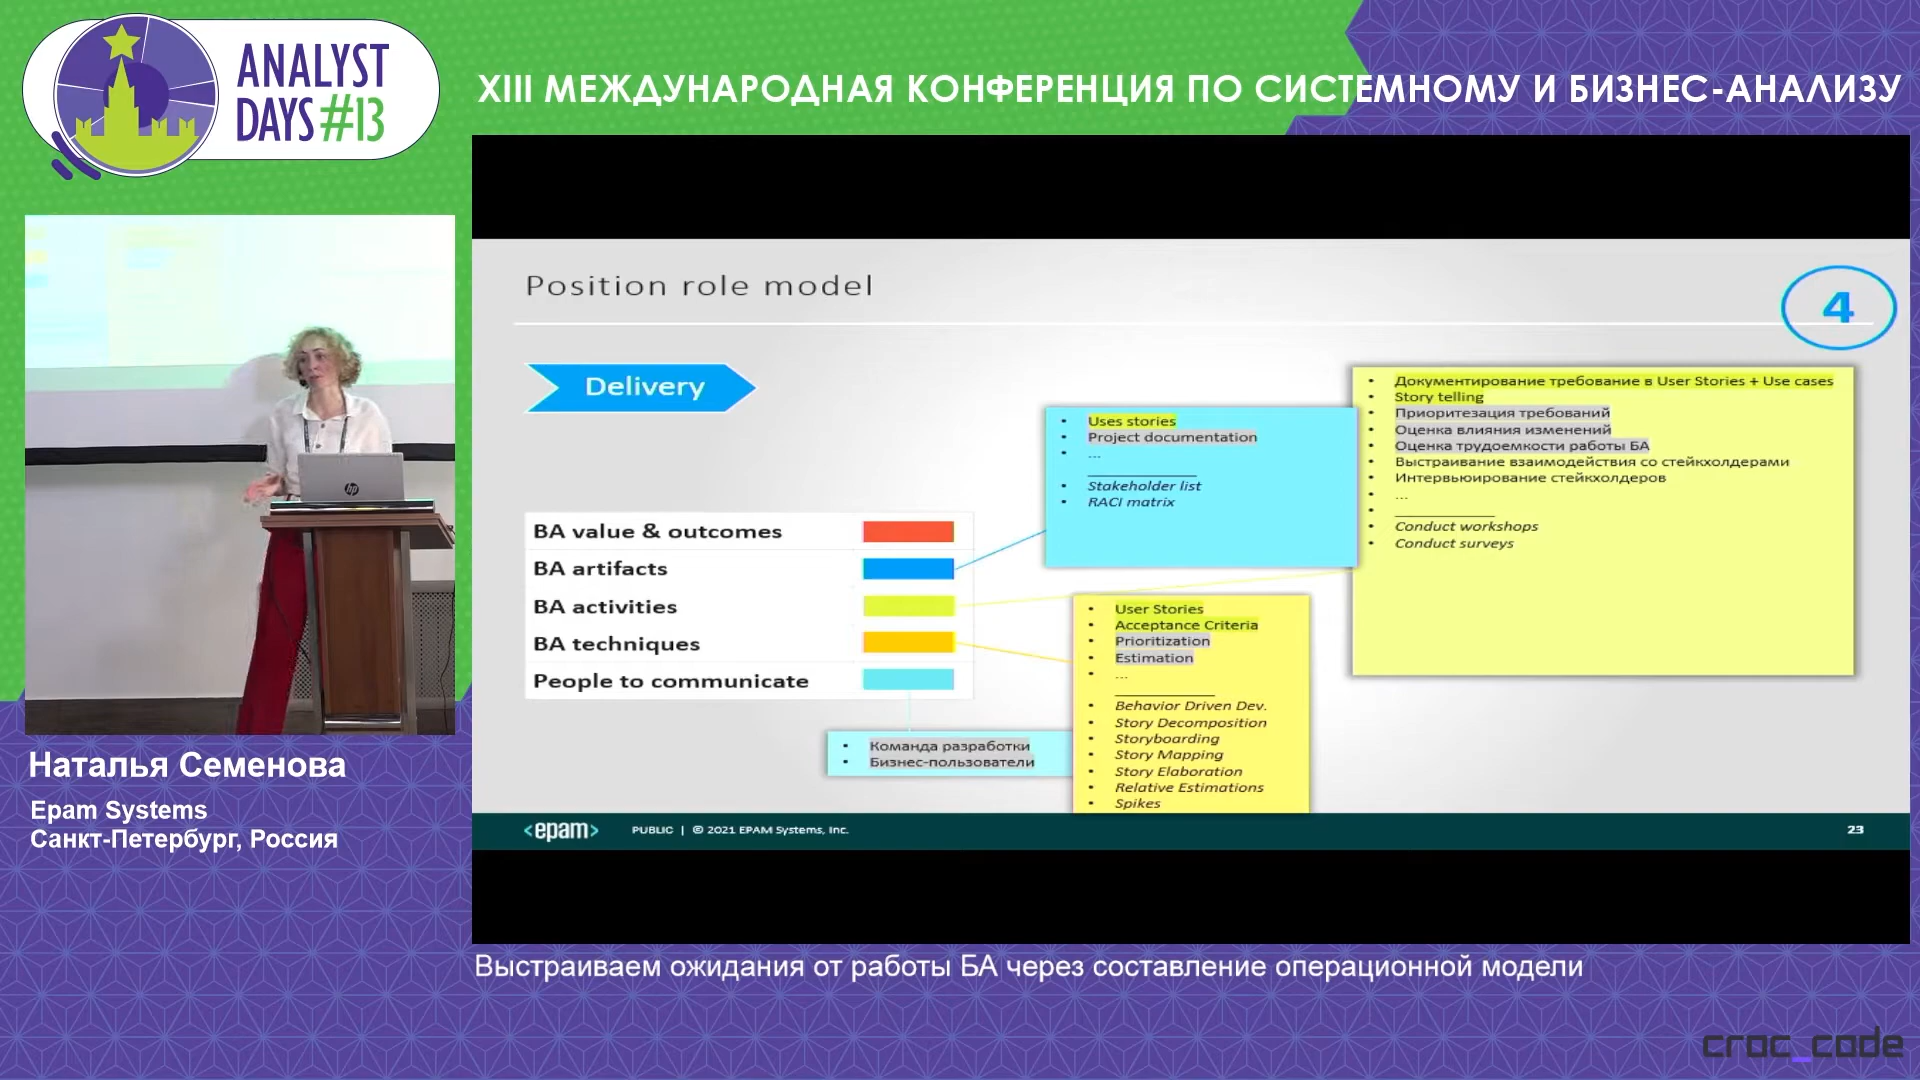 ANALYST
DAYS #13
XIII МЕЖДУНАРОДНАЯ КОНФЕРЕНЦИЯ ПО СИСТЕМНОМУ И БИЗНЕС-АНАЛИЗУ
Position role model
4
Delivery
BA value & outcomes
BA artifacts
BA activities
BA techniques
People to communicate
Uses stories
Project documentation
...
Stakeholder list
RACI matrix
Документирование требование в User Stories + Use cases
Story telling
Приоритезация требований
Оценка влияния изменений
Оценка трудоемкости работы БА
Выстраивание взаимодействия со стейкхолдерами
Интервьюирование стейкхолдеров
...
Conduct workshops
Conduct surveys
User Stories
Acceptance Criteria
Prioritization
Estimation
...
Behavior Driven Dev.
Story Decomposition
Storyboarding
Story Mapping
Story Elaboration
Relative Estimations
Spikes
Команда разработки
Бизнес-пользователи
<epam>
PUBLIC | © 2021 EPAM Systems, Inc.
23
hp
Наталья Семенова
Epam Systems
Санкт-Петербург, Россия
Выстраиваем ожидания от работы БА через составление операционной модели
croc_code